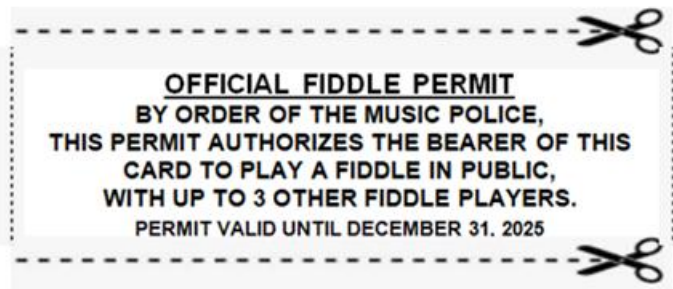 OFFICIAL FIDDLE PERMIT
BY ORDER OF THE MUSIC POLICE,
THIS PERMIT AUTHORIZES THE BEARER OF THIS
CARD TO PLAY A FIDDLE IN PUBLIC,
WITH UP TO 3 OTHER FIDDLE PLAYERS.
PERMIT VALID UNTIL DECEMBER 31. 2025